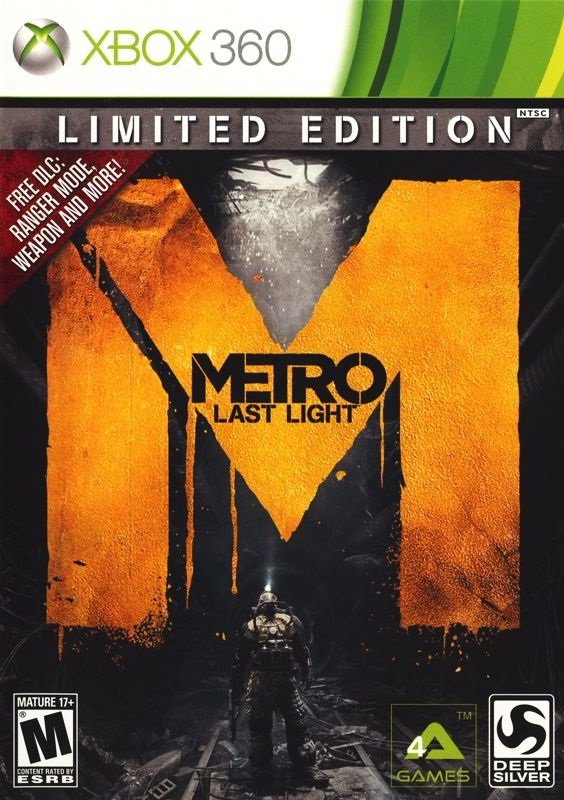 XBOX 360
NTSC
LIMITED EDITION
FREE DLC:
RANGER MODE,
WEAPON AND MORE!
METRO
LAST LIGHT
MATURE 17+
M
®
CONTENT RATED BY
ESRB
4A
TM
GAMES
DEEP
SILVER